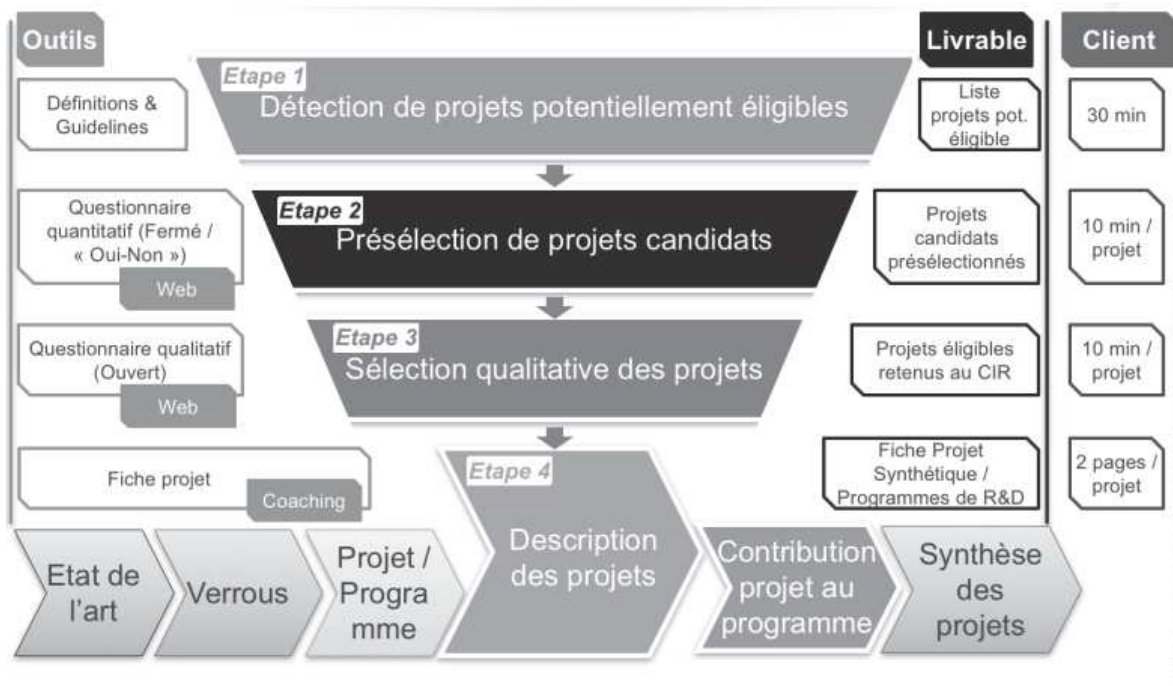 Outils
Livrable
Client
Etape 1
Détection de projets potentiellement éligibles
Définitions &
Guidelines
Liste
projets pot.
éligible
30 min
Etape 2
Présélection de projets candidats
Questionnaire
quantitatif (Fermé /
« Oui-Non »)
Web
Projets
candidats
présélectionnés
10 min /
projet
Etape 3
Sélection qualitative des projets
Questionnaire qualitatif
(Ouvert)
Web
Projets éligibles
retenus au CIR
10 min /
projet
Etape 4
Description
des projets
Fiche projet
Coaching
Fiche Projet
Synthétique /
Programmes de R&D
2 pages /
projet
Etat de
l'art
Verrous
Projet /
Progra
mme
Contribution
projet au
programme
Synthèse
des
projets